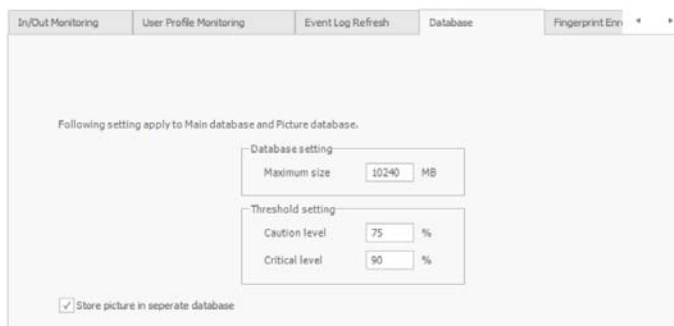 In/Out Monitoring User Profile Monitoring Event Log Refresh Database Fingerprint Enr
Following setting apply to Main database and Picture database.
Database setting
Maximum size 10240 MB
Threshold setting
Caution level 75 %
Critical level 90 %
Store picture in seperate database